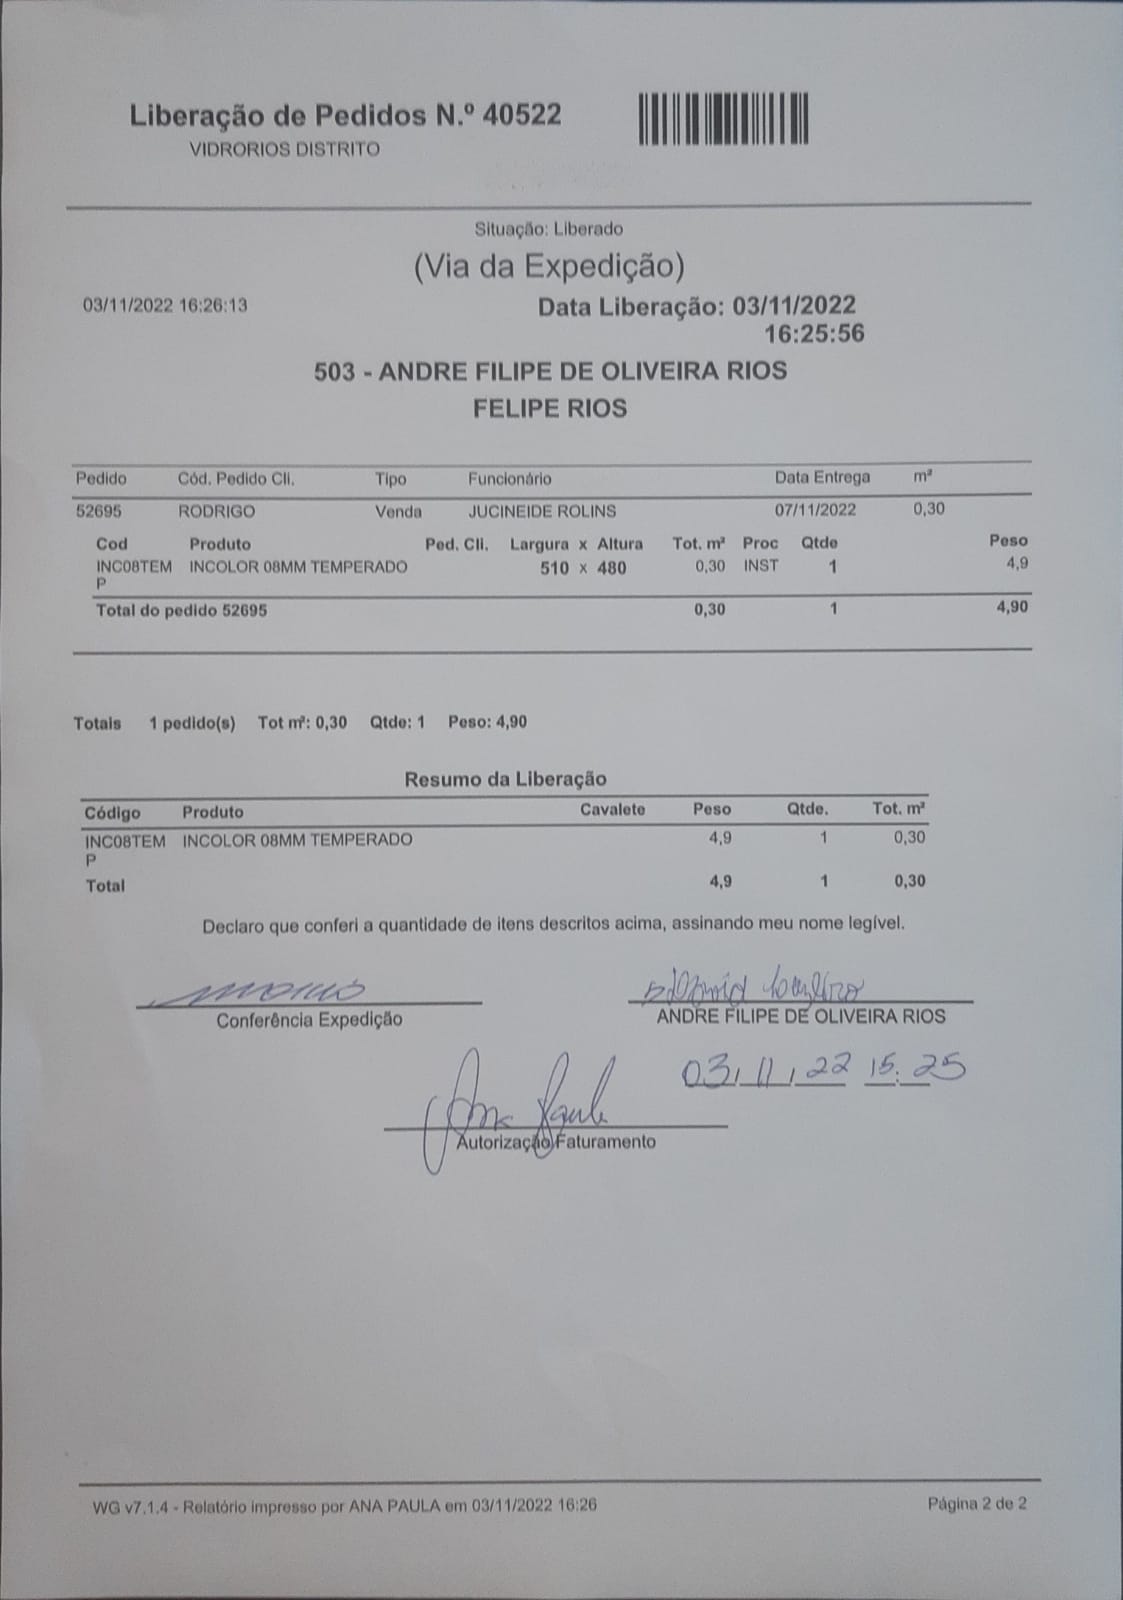 Liberação de Pedidos N.º 40522
VIDRORIOS DISTRITO
Situação: Liberado
(Via da Expedição)
03/11/2022 16:26:13 Data Liberação: 03/11/2022
16:25:56
503 - ANDRE FILIPE DE OLIVEIRA RIOS
FELIPE RIOS
Pedido Cód. Pedido Cli. Tipo Funcionário Data Entrega m²
52695 RODRIGO Venda JUCINEIDE ROLINS 07/11/2022 0,30
Cod Produto Ped. Cli. Largura x Altura Tot. m² Proc Qtde Peso
INC08TEM INCOLOR 08MM TEMPERADO 510 x 480 0,30 INST 1 4,9
P
Total do pedido 52695 0,30 1 4,90
Totais 1 pedido(s) Tot m²: 0,30 Qtde: 1 Peso: 4,90
Resumo da Liberação
Código Produto Cavalete Peso Qtde. Tot. m²
INC08TEM INCOLOR 08MM TEMPERADO 4,9 1 0,30
P
Total 4,9 1 0,30
Declaro que conferi a quantidade de itens descritos acima, assinando meu nome legível.
Conferência Expedição ANDRE FILIPE DE OLIVEIRA RIOS
03/11/22 15:25
Ana Paula
Autorização Faturamento
WG v7.1.4 - Relatório impresso por ANA PAULA em 03/11/2022 16:26 Página 2 de 2